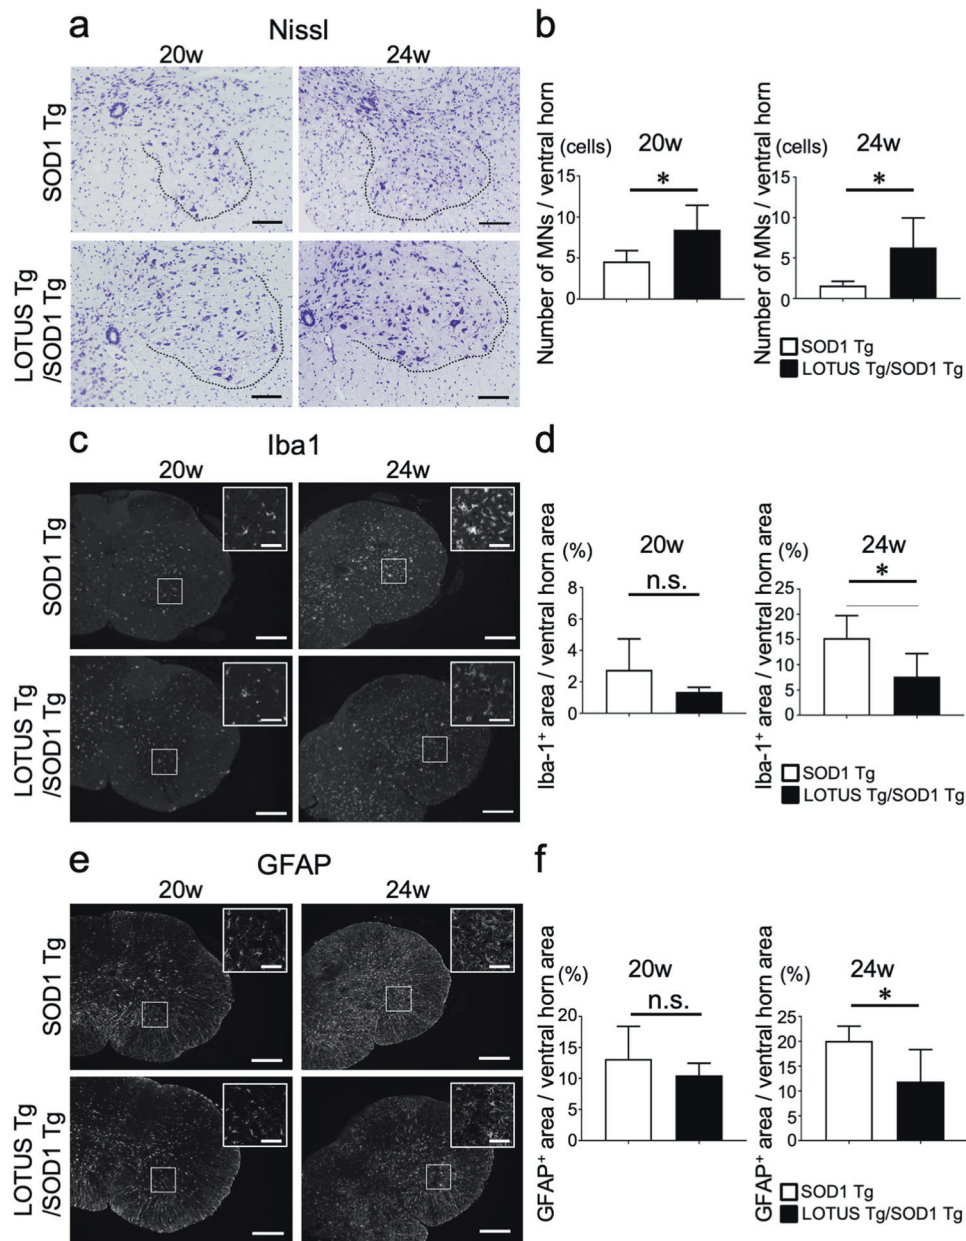 a
Nissl
20w
24w
SOD1 Tg
LOTUS Tg
/SOD1 Tg
b
Number of MNs / ventral horn
(cells)
20w
*
15
10
5
0
Number of MNs / ventral horn
(cells)
24w
*
15
10
5
0
SOD1 Tg
LOTUS Tg/SOD1 Tg
c
Iba1
20w
24w
SOD1 Tg
LOTUS Tg
/SOD1 Tg
d
Iba-1⁺ area / ventral horn area
(%)
20w
n.s.
8
6
4
2
0
Iba-1⁺ area / ventral horn area
(%)
24w
*
25
20
15
10
5
0
SOD1 Tg
LOTUS Tg/SOD1 Tg
e
GFAP
20w
24w
SOD1 Tg
LOTUS Tg
/SOD1 Tg
f
GFAP⁺ area / ventral horn area
(%)
20w
n.s.
20
15
10
5
0
GFAP⁺ area / ventral horn area
(%)
24w
*
25
20
15
10
5
0
SOD1 Tg
LOTUS Tg/SOD1 Tg